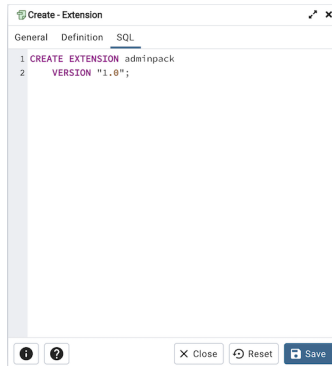 Create - Extension
General Definition SQL
1 CREATE EXTENSION adminpack
2 VERSION "1.0";
Close Reset Save